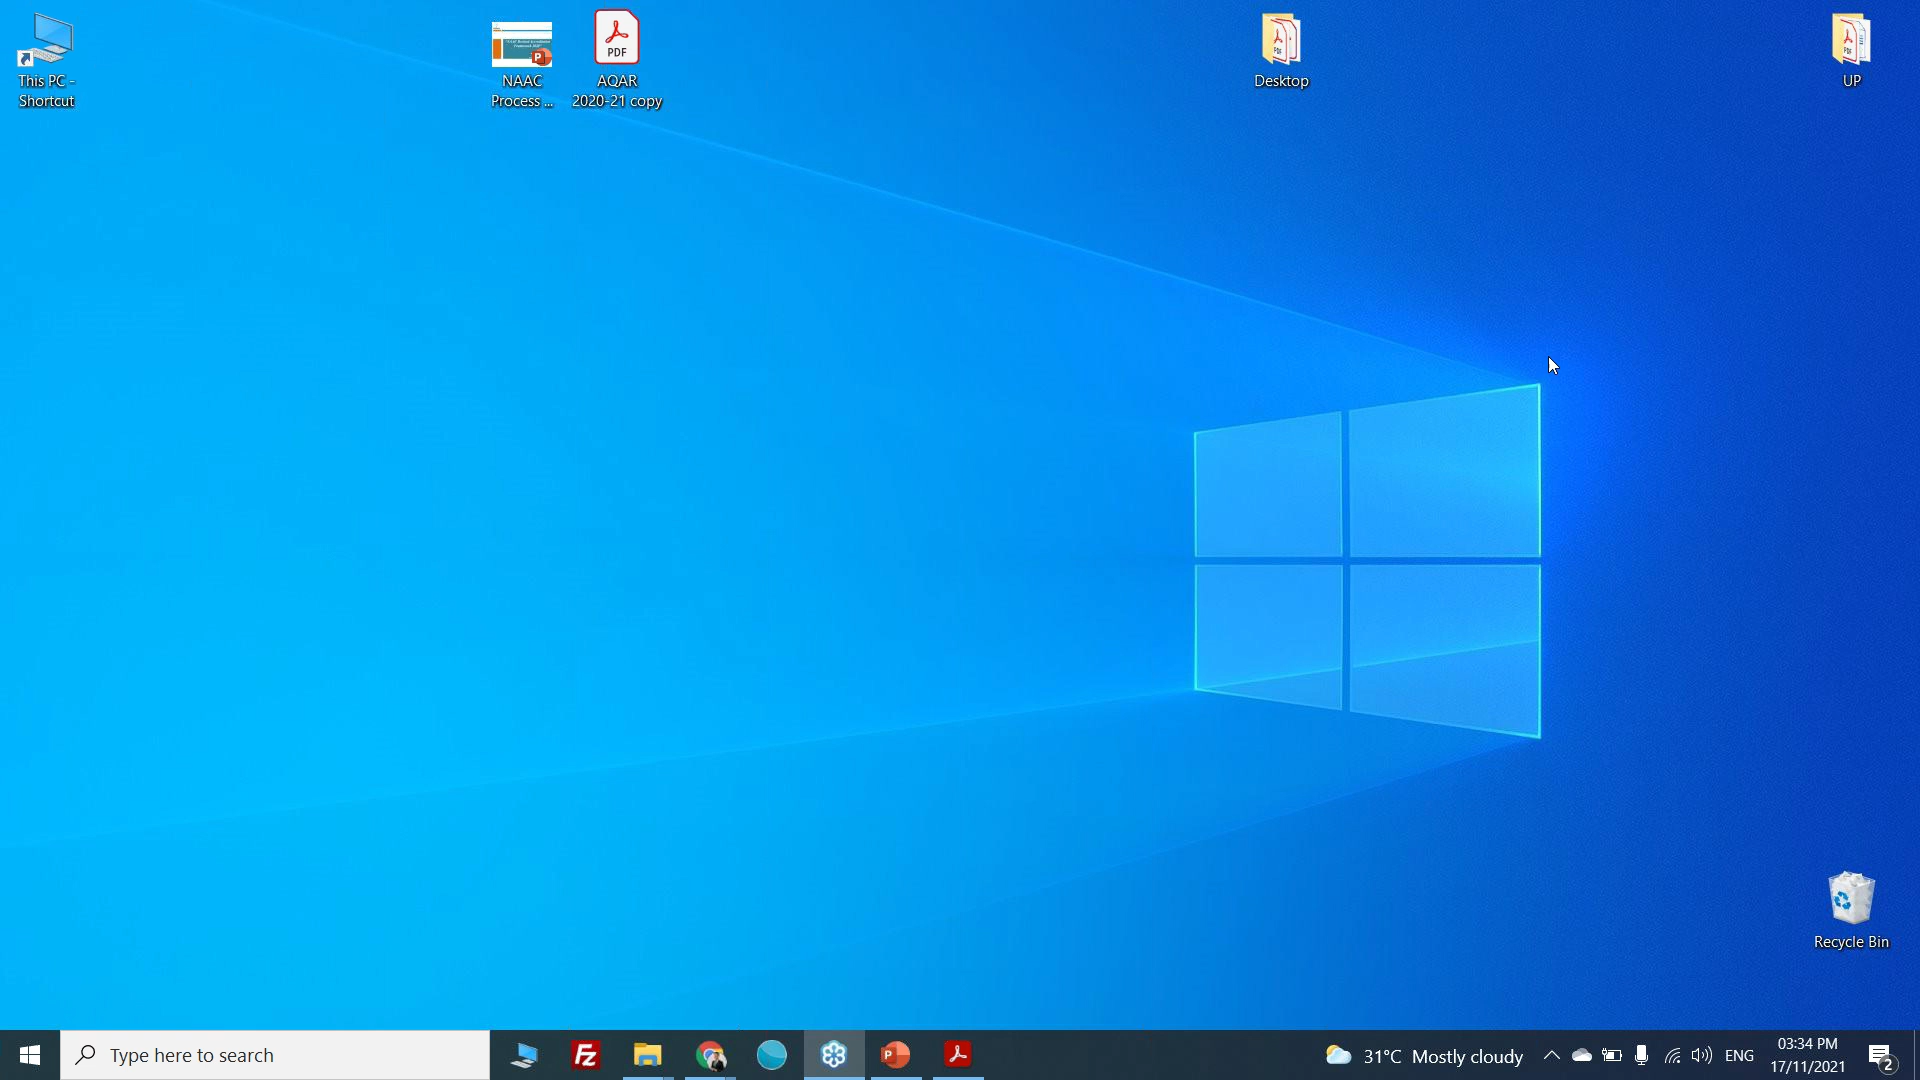 This PC -
Shortcut
NAAC
Process ...
PDF
AQAR
2020-21 copy
Desktop
UP
Recycle Bin
Type here to search
31°C Mostly cloudy
ENG
03:34 PM
17/11/2021
2